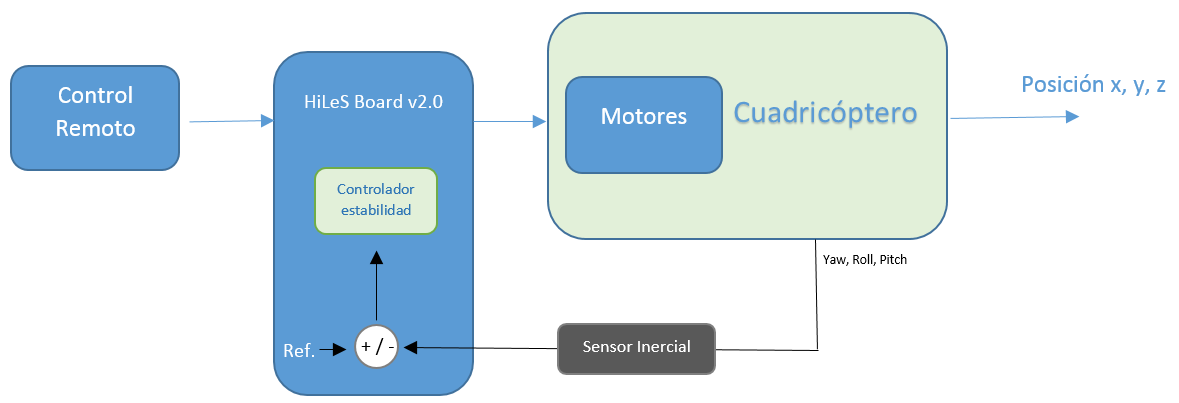 Control
Remoto
HiLeS Board v2.0
Controlador
estabilidad
Ref.
+ / -
Motores
Cuadricóptero
Posición x, y, z
Yaw, Roll, Pitch
Sensor Inercial